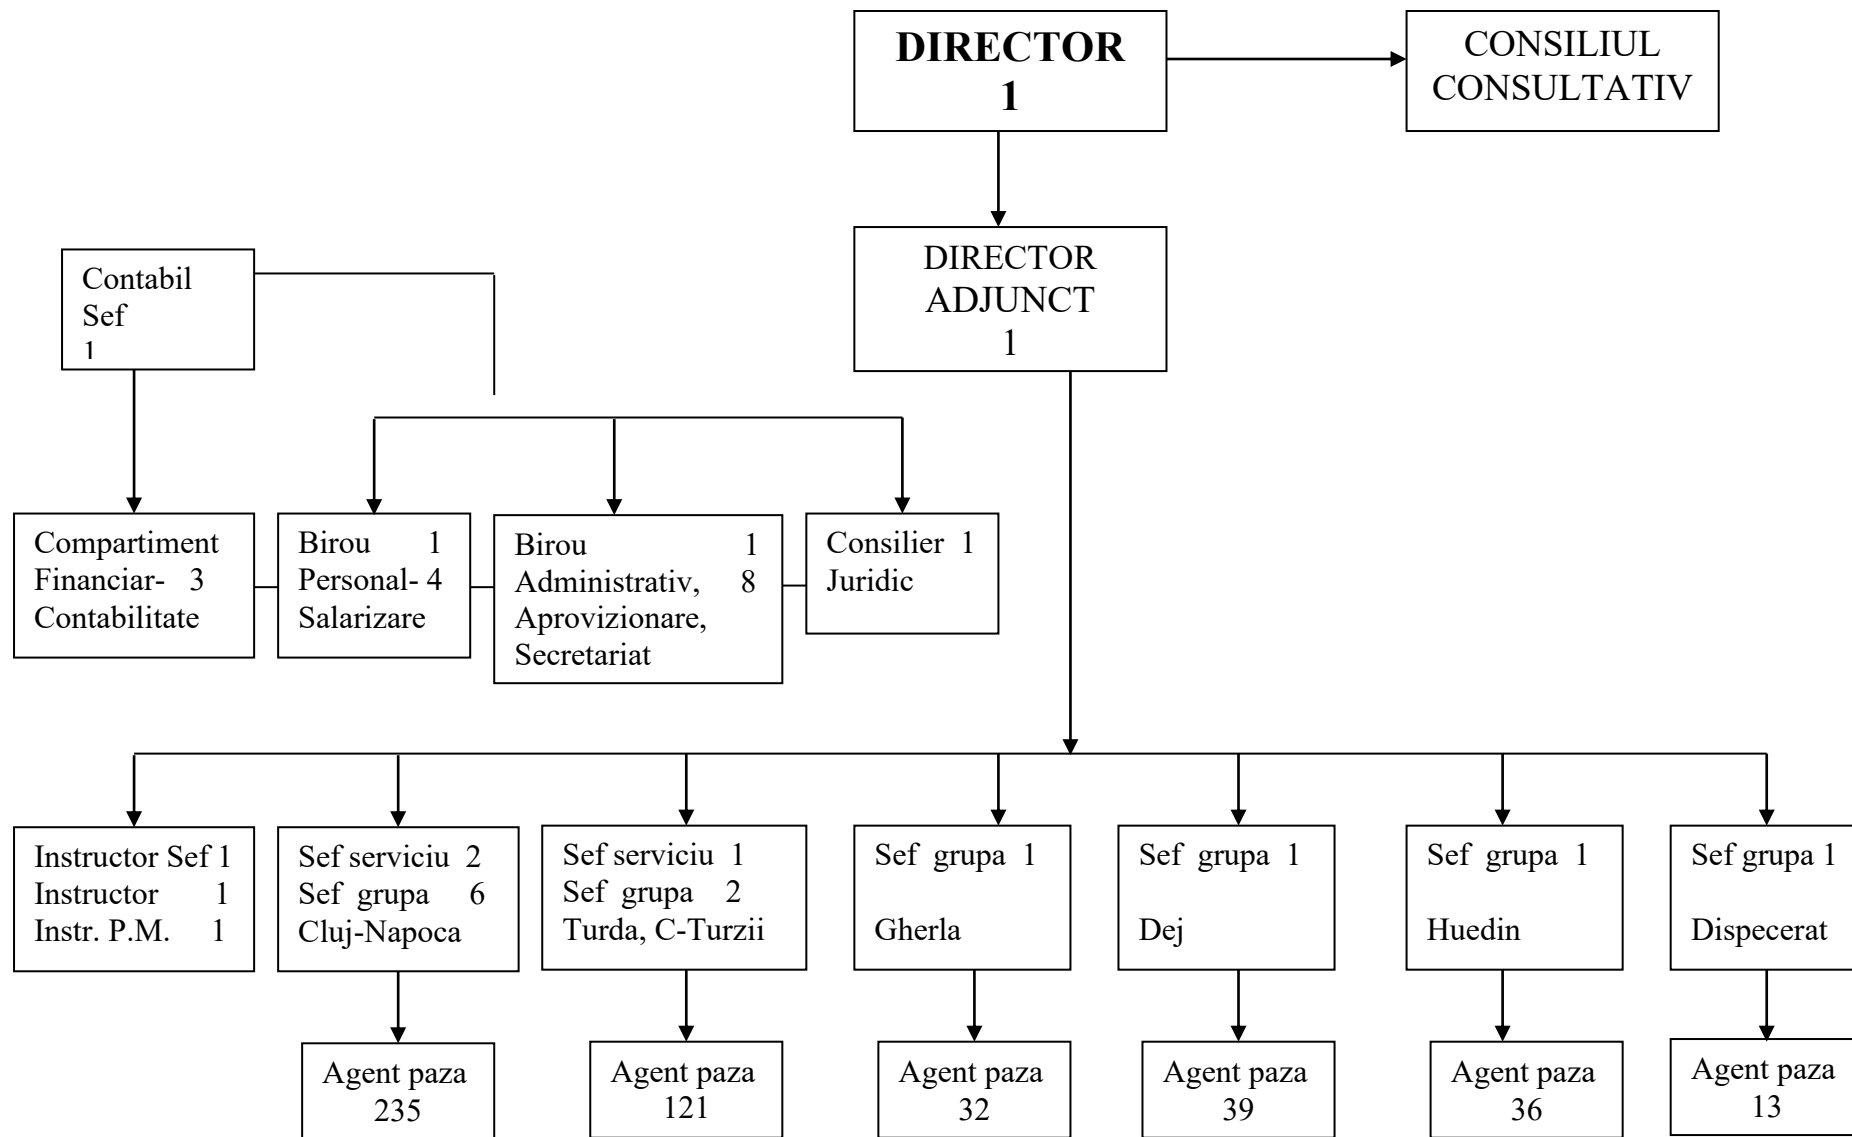 DIRECTOR
1
CONSILIUL
CONSULTATIV
DIRECTOR
ADJUNCT
1
Contabil
Sef
1
Compartiment
Financiar- 3
Contabilitate
Birou 1
Personal- 4
Salarizare
Birou 1
Administrativ, 8
Aprovizionare,
Secretariat
Consilier 1
Juridic
Instructor Sef 1
Instructor 1
Instr. P.M. 1
Sef serviciu 2
Sef grupa 6
Cluj-Napoca
Sef serviciu 1
Sef grupa 2
Turda, C-Turzii
Sef grupa 1
Gherla
Sef grupa 1
Dej
Sef grupa 1
Huedin
Sef grupa 1
Dispecerat
Agent paza
235
Agent paza
121
Agent paza
32
Agent paza
39
Agent paza
36
Agent paza
13